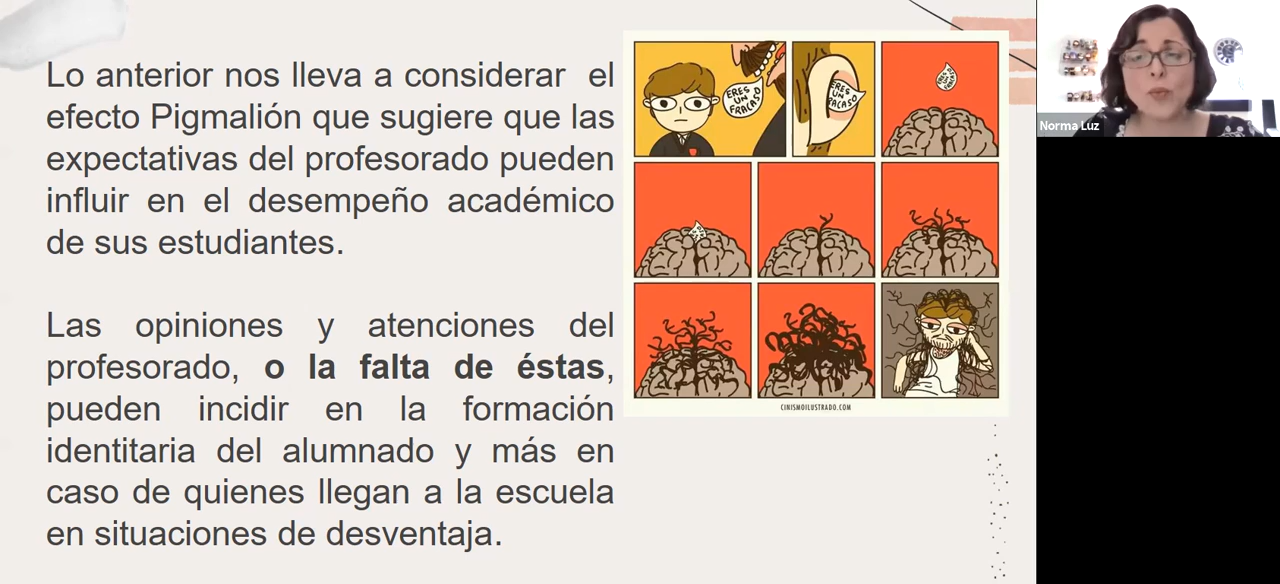 Lo anterior nos lleva a considerar el
efecto Pigmalión que sugiere que las
expectativas del profesorado pueden
influir en el desempeño académico
de sus estudiantes.
Las opiniones y atenciones del
profesorado, o la falta de éstas,
pueden incidir en la formación
identitaria del alumnado y más en
caso de quienes llegan a la escuela
en situaciones de desventaja.
ERES
UN
FRACASO
ERES
UN
FRACASO
CINISMOILUSTRADO.COM
Norma Luz